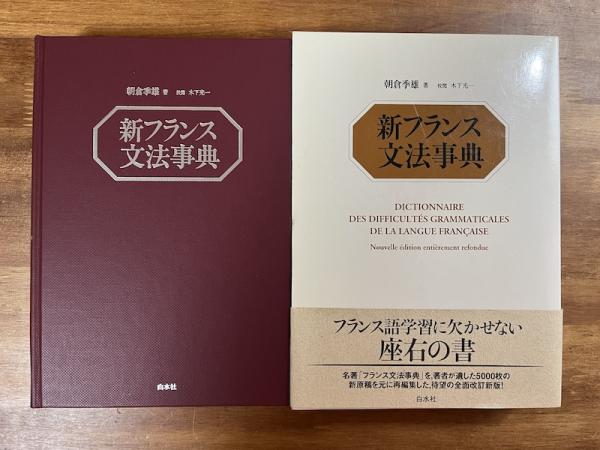 朝倉季雄 著 校閲 木下光一
新フランス
文法事典
白水社
朝倉季雄 著 校閲 木下光一
新フランス
文法事典
DICTIONNAIRE
DES DIFFICULTÉS GRAMMATICALES
DE LA LANGUE FRANÇAISE
Nouvelle édition entièrement refondue
フランス語学習に欠かせない
座右の書
名著「フランス文法事典」を、著者が遺した5000枚の
新原稿を元に再編集した、待望の全面改訂新版!
白水社